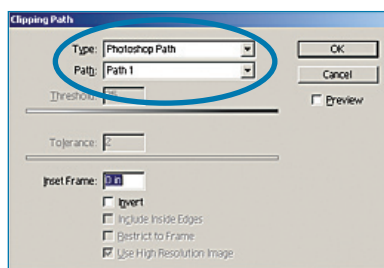 Clipping Path
Type: Photoshop Path
OK
Path: Path 1
Cancel
Threshold: 25
Preview
Tolerance: 2
Inset Frame: 0 in
Invert
Include Inside Edges
Restrict to Frame
Use High Resolution Image